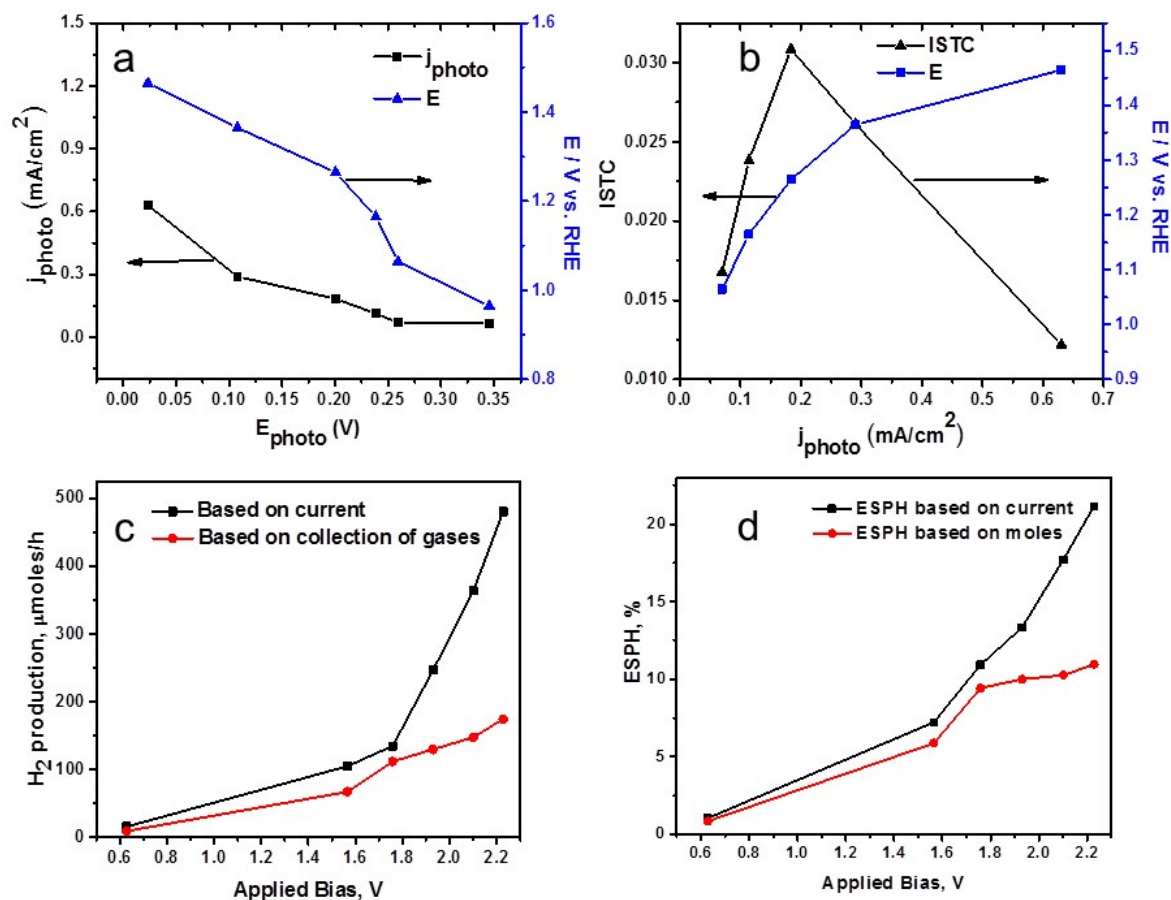 a
j_photo
E
j_photo (mA/cm²)
1.5
1.2
0.9
0.6
0.3
0.0
1.6
1.4
1.2
1.0
0.8
E / V vs. RHE
0.00 0.05 0.10 0.15 0.20 0.25 0.30 0.35
E_photo (V)
b
ISTC
E
ISTC
0.030
0.025
0.020
0.015
0.010
1.5
1.4
1.3
1.2
1.1
1.0
0.9
E / V vs. RHE
0.0 0.1 0.2 0.3 0.4 0.5 0.6 0.7
j_photo (mA/cm²)
c
Based on current
Based on collection of gases
H₂ production, μmoles/h
500
400
300
200
100
0
0.6 0.8 1.0 1.2 1.4 1.6 1.8 2.0 2.2
Applied Bias, V
d
ESPH based on current
ESPH based on moles
ESPH, %
20
15
10
5
0
0.6 0.8 1.0 1.2 1.4 1.6 1.8 2.0 2.2
Applied Bias, V